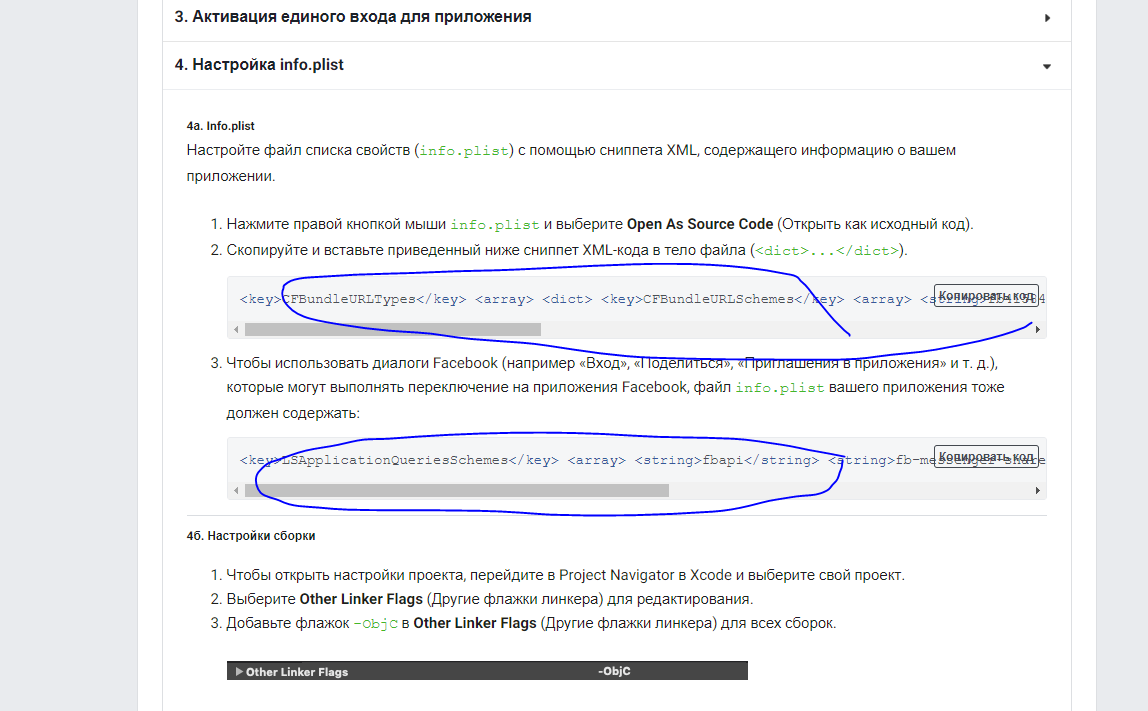 3. Активация единого входа для приложения
4. Настройка info.plist
4a. Info.plist
Настройте файл списка свойств (info.plist) с помощью сниппета XML, содержащего информацию о вашем
приложении.
1. Нажмите правой кнопкой мыши info.plist и выберите Open As Source Code (Открыть как исходный код).
2. Скопируйте и вставьте приведенный ниже сниппет XML-кода в тело файла (<dict>...</dict>).
<key>CFBundleURLTypes</key> <array> <dict> <key>CFBundleURLSchemes</key> <array> <string>
Копировать код
3. Чтобы использовать диалоги Facebook (например «Вход», «Поделиться», «Приглашения в приложения» и т. д.),
которые могут выполнять переключение на приложения Facebook, файл info.plist вашего приложения тоже
должен содержать:
<key>LSApplicationQueriesSchemes</key> <array> <string>fbapi</string> <string>fb-messenger-share
Копировать код
4б. Настройки сборки
1. Чтобы открыть настройки проекта, перейдите в Project Navigator в Xcode и выберите свой проект.
2. Выберите Other Linker Flags (Другие флажки линкера) для редактирования.
3. Добавьте флажок -ObjC в Other Linker Flags (Другие флажки линкера) для всех сборок.
Other Linker Flags -ObjC